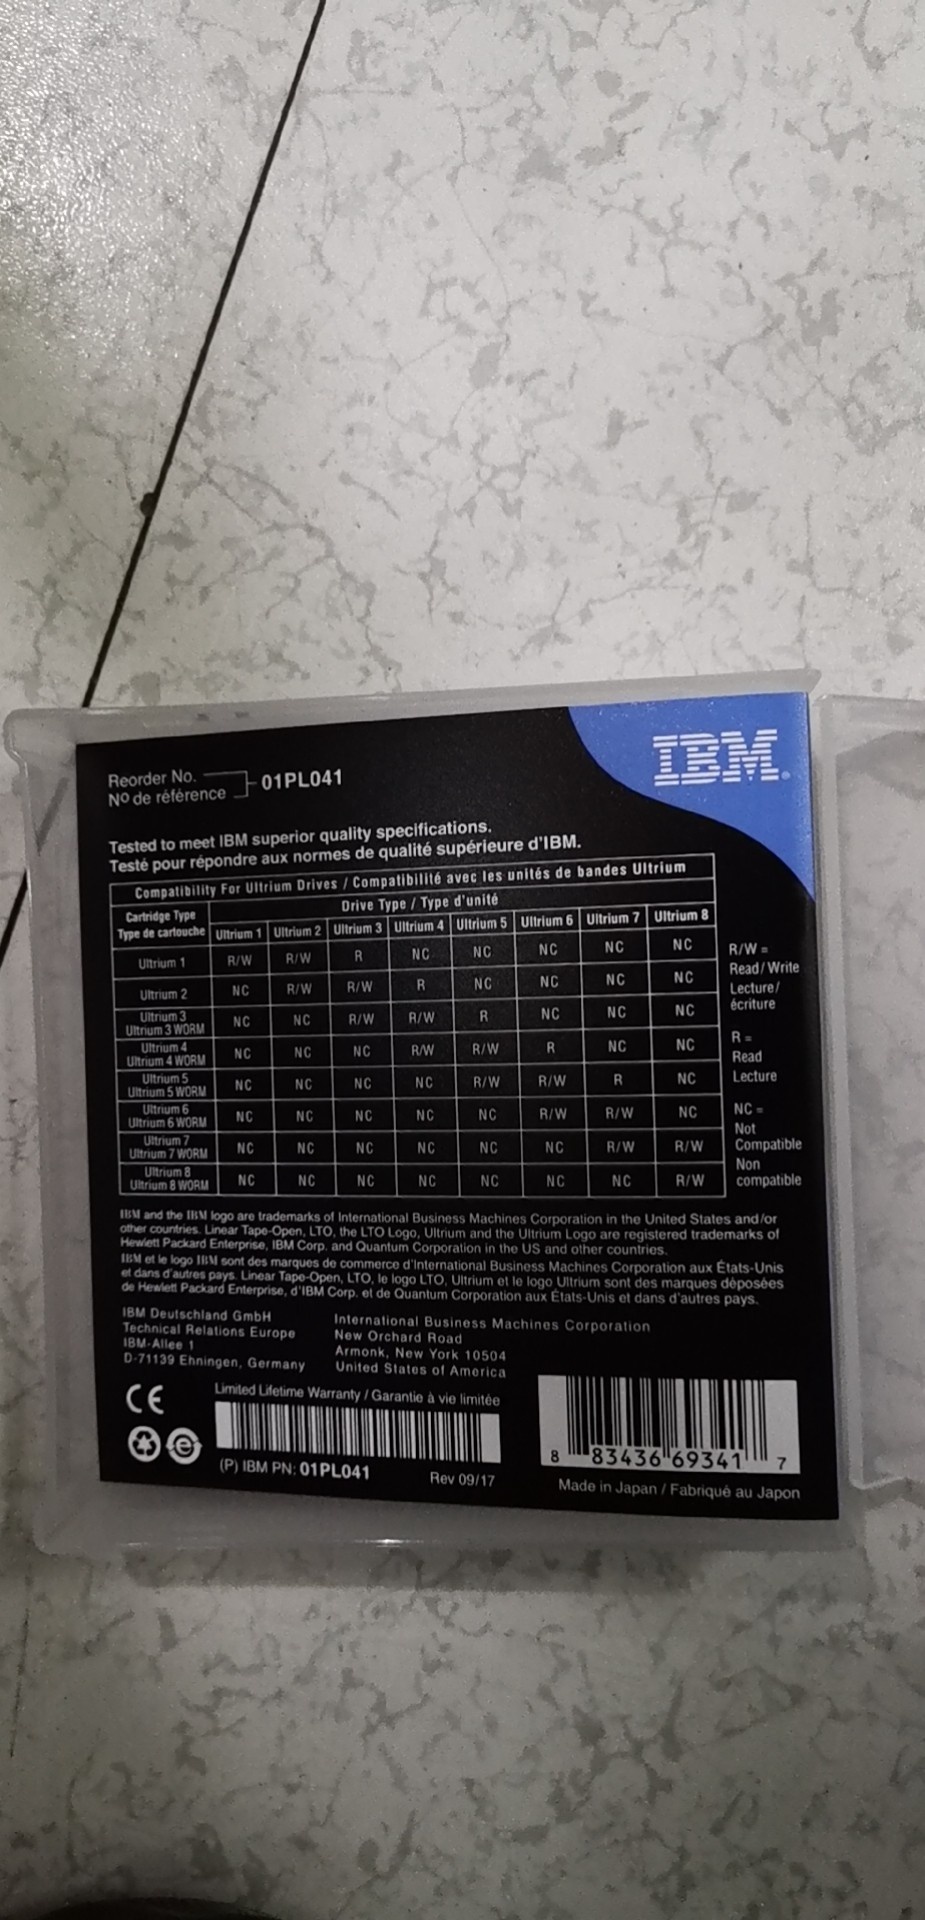 IBM
Reorder No.
Nº de référence
01PL041
Tested to meet IBM superior quality specifications.
Testé pour répondre aux normes de qualité supérieure d'IBM.
Compatibility For Ultrium Drives / Compatibilité avec les unités de bandes Ultrium
Cartridge Type
Type de cartouche
Drive Type / Type d'unité
Ultrium 1 Ultrium 2 Ultrium 3 Ultrium 4 Ultrium 5 Ultrium 6 Ultrium 7 Ultrium 8
Ultrium 1 R/W R/W R NC NC NC NC NC
Ultrium 2 NC R/W R/W R NC NC NC NC
Ultrium 3
Ultrium 3 WORM NC NC R/W R/W R NC NC NC
Ultrium 4
Ultrium 4 WORM NC NC NC R/W R/W R NC NC
Ultrium 5
Ultrium 5 WORM NC NC NC NC R/W R/W R NC
Ultrium 6
Ultrium 6 WORM NC NC NC NC NC R/W R/W NC
Ultrium 7
Ultrium 7 WORM NC NC NC NC NC NC R/W R/W
Ultrium 8
Ultrium 8 WORM NC NC NC NC NC NC NC R/W
R/W =
Read/Write
Lecture/
écriture
R =
Read
Lecture
NC =
Not
Compatible
Non
compatible
IBM and the IBM logo are trademarks of International Business Machines Corporation in the United States and/or
other countries. Linear Tape-Open, LTO, the LTO Logo, Ultrium and the Ultrium Logo are registered trademarks of
Hewlett Packard Enterprise, IBM Corp. and Quantum Corporation in the US and other countries.
IBM et le logo IBM sont des marques de commerce d'International Business Machines Corporation aux États-Unis
et dans d'autres pays. Linear Tape-Open, LTO, le logo LTO, Ultrium et le logo Ultrium sont des marques déposées
de Hewlett Packard Enterprise, d'IBM Corp. et de Quantum Corporation aux États-Unis et dans d'autres pays.
IBM Deutschland GmbH
Technical Relations Europe
IBM-Allee 1
D-71139 Ehningen, Germany
International Business Machines Corporation
New Orchard Road
Armonk, New York 10504
United States of America
CE
Limited Lifetime Warranty / Garantie à vie limitée
(P) IBM PN: 01PL041
Rev 09/17
8 83436 69341 7
Made in Japan / Fabriqué au Japon